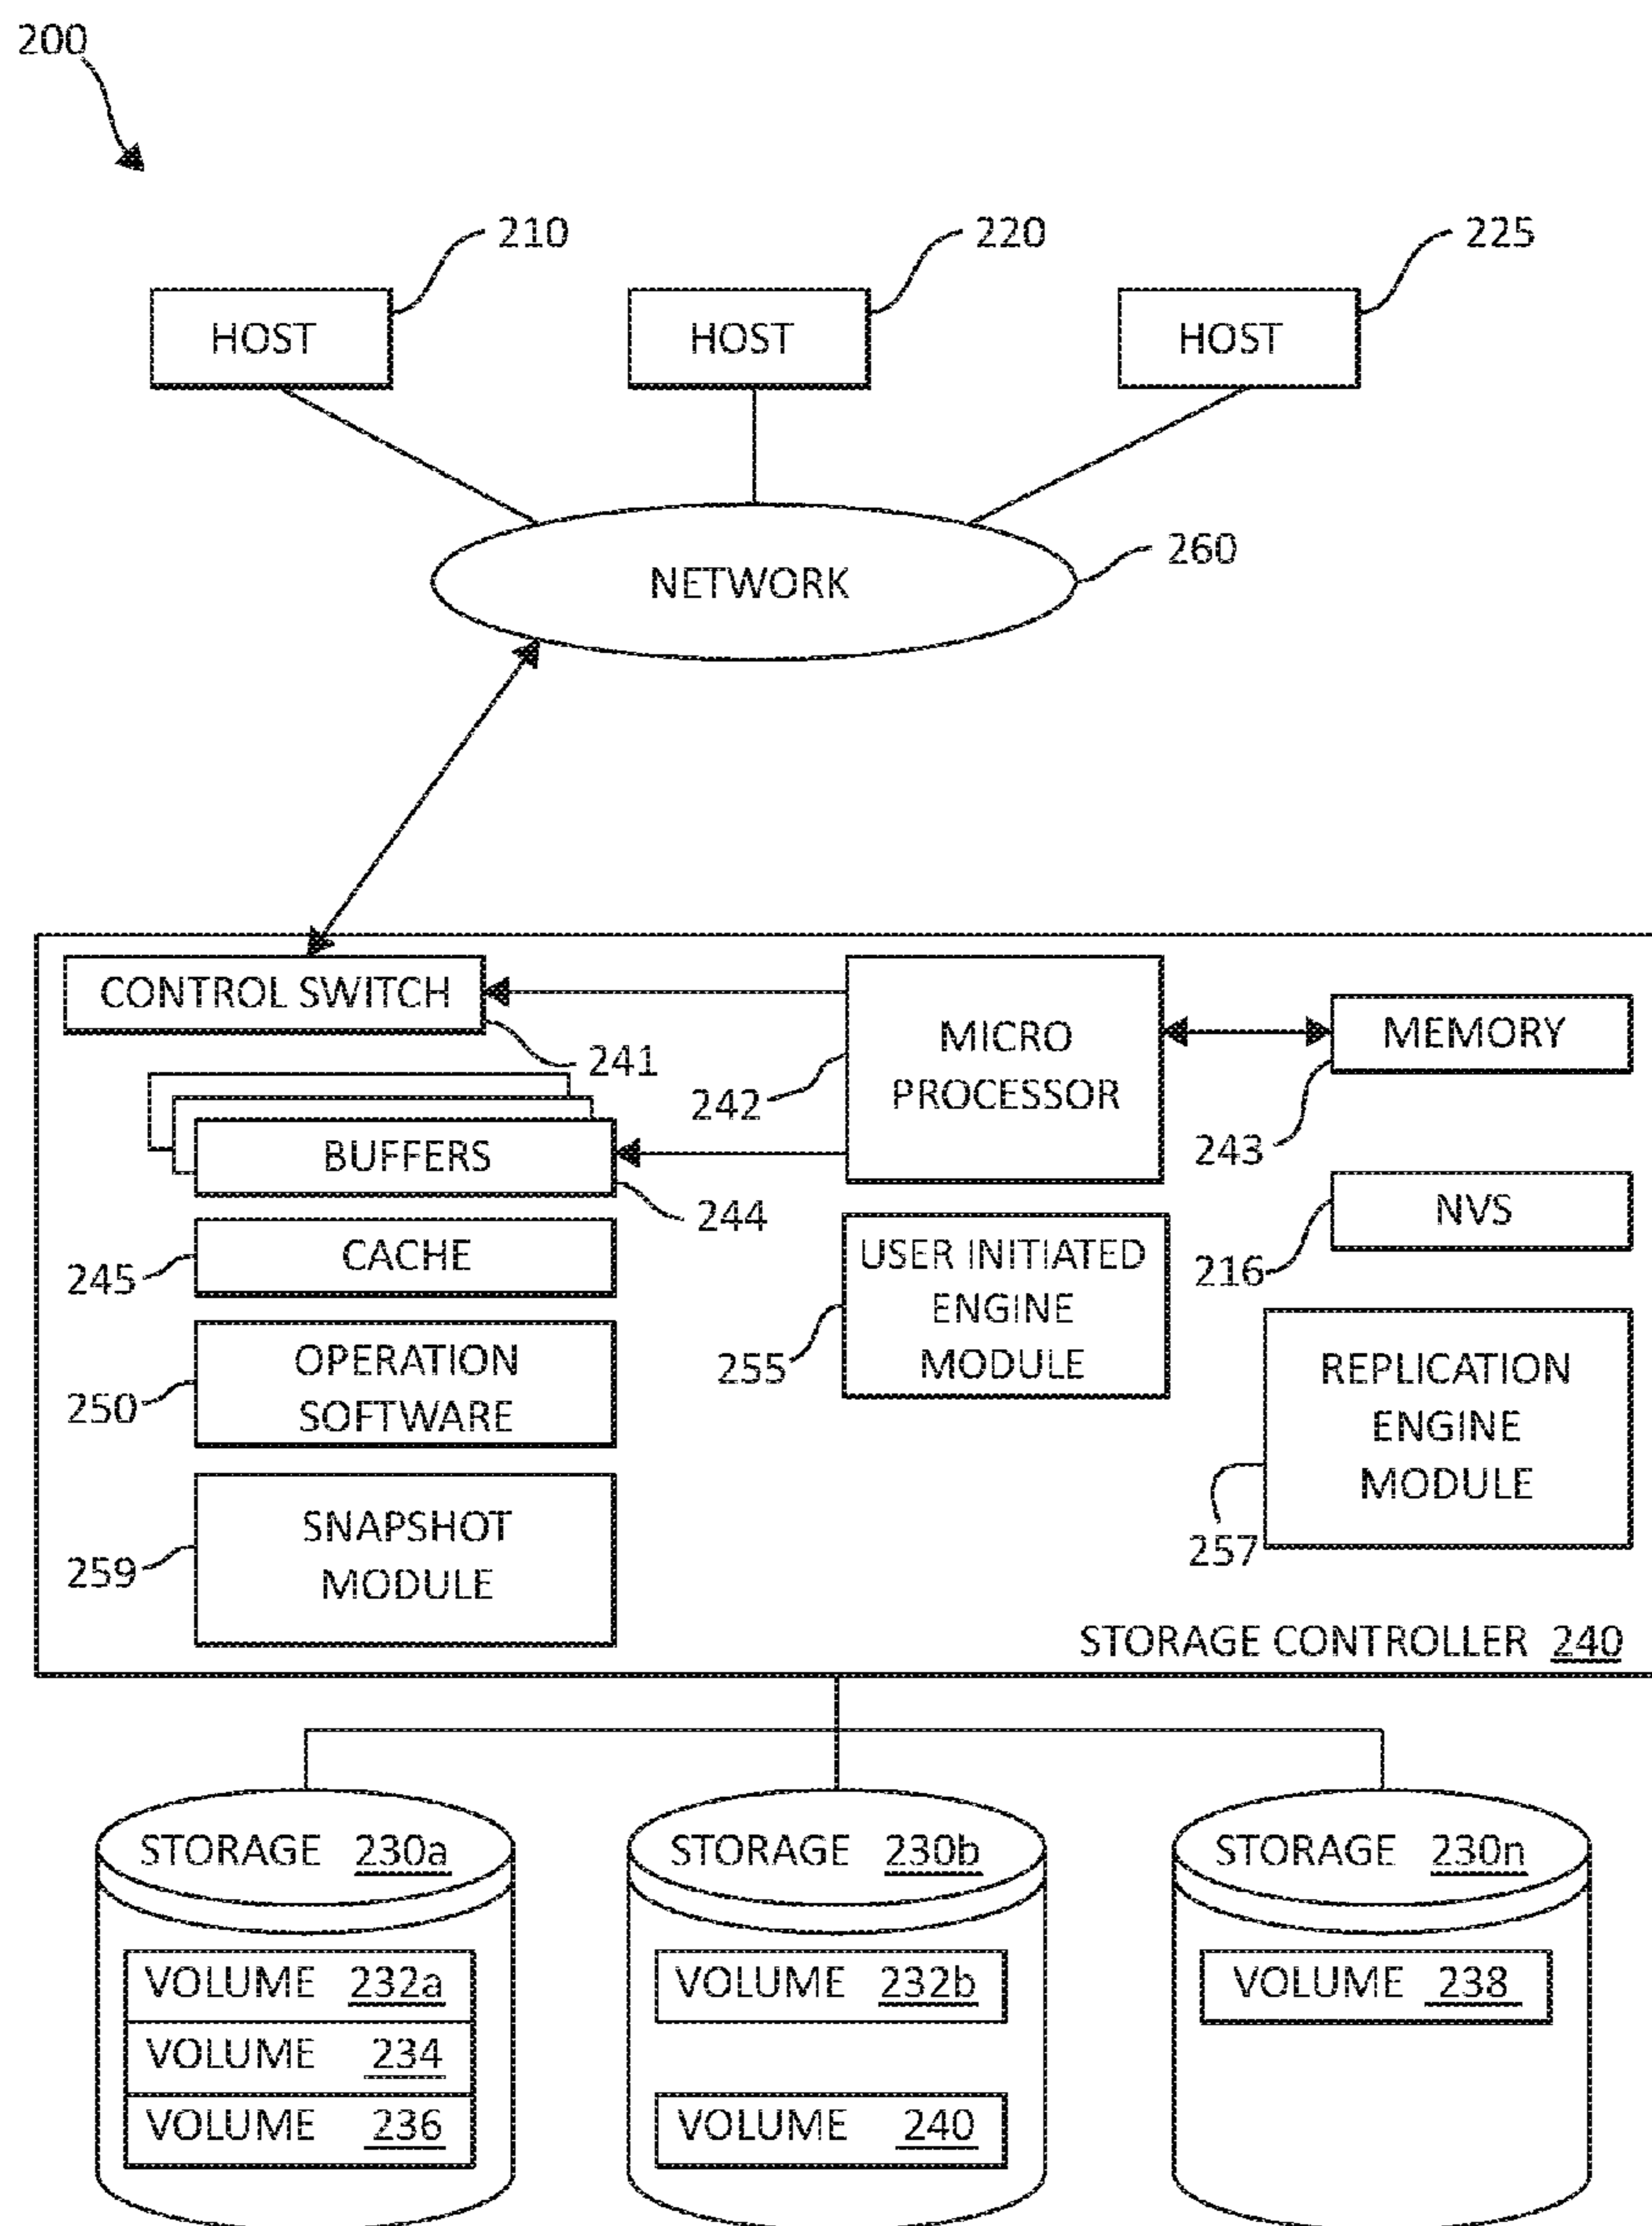 200
210
220
225
HOST
HOST
HOST
260
NETWORK
CONTROL SWITCH
241
MICRO
PROCESSOR
242
MEMORY
243
BUFFERS
244
NVS
216
CACHE
245
USER INITIATED
ENGINE
MODULE
255
OPERATION
SOFTWARE
250
REPLICATION
ENGINE
MODULE
257
SNAPSHOT
MODULE
259
STORAGE CONTROLLER 240
STORAGE 230a
STORAGE 230b
STORAGE 230n
VOLUME 232a
VOLUME 234
VOLUME 236
VOLUME 232b
VOLUME 240
VOLUME 238